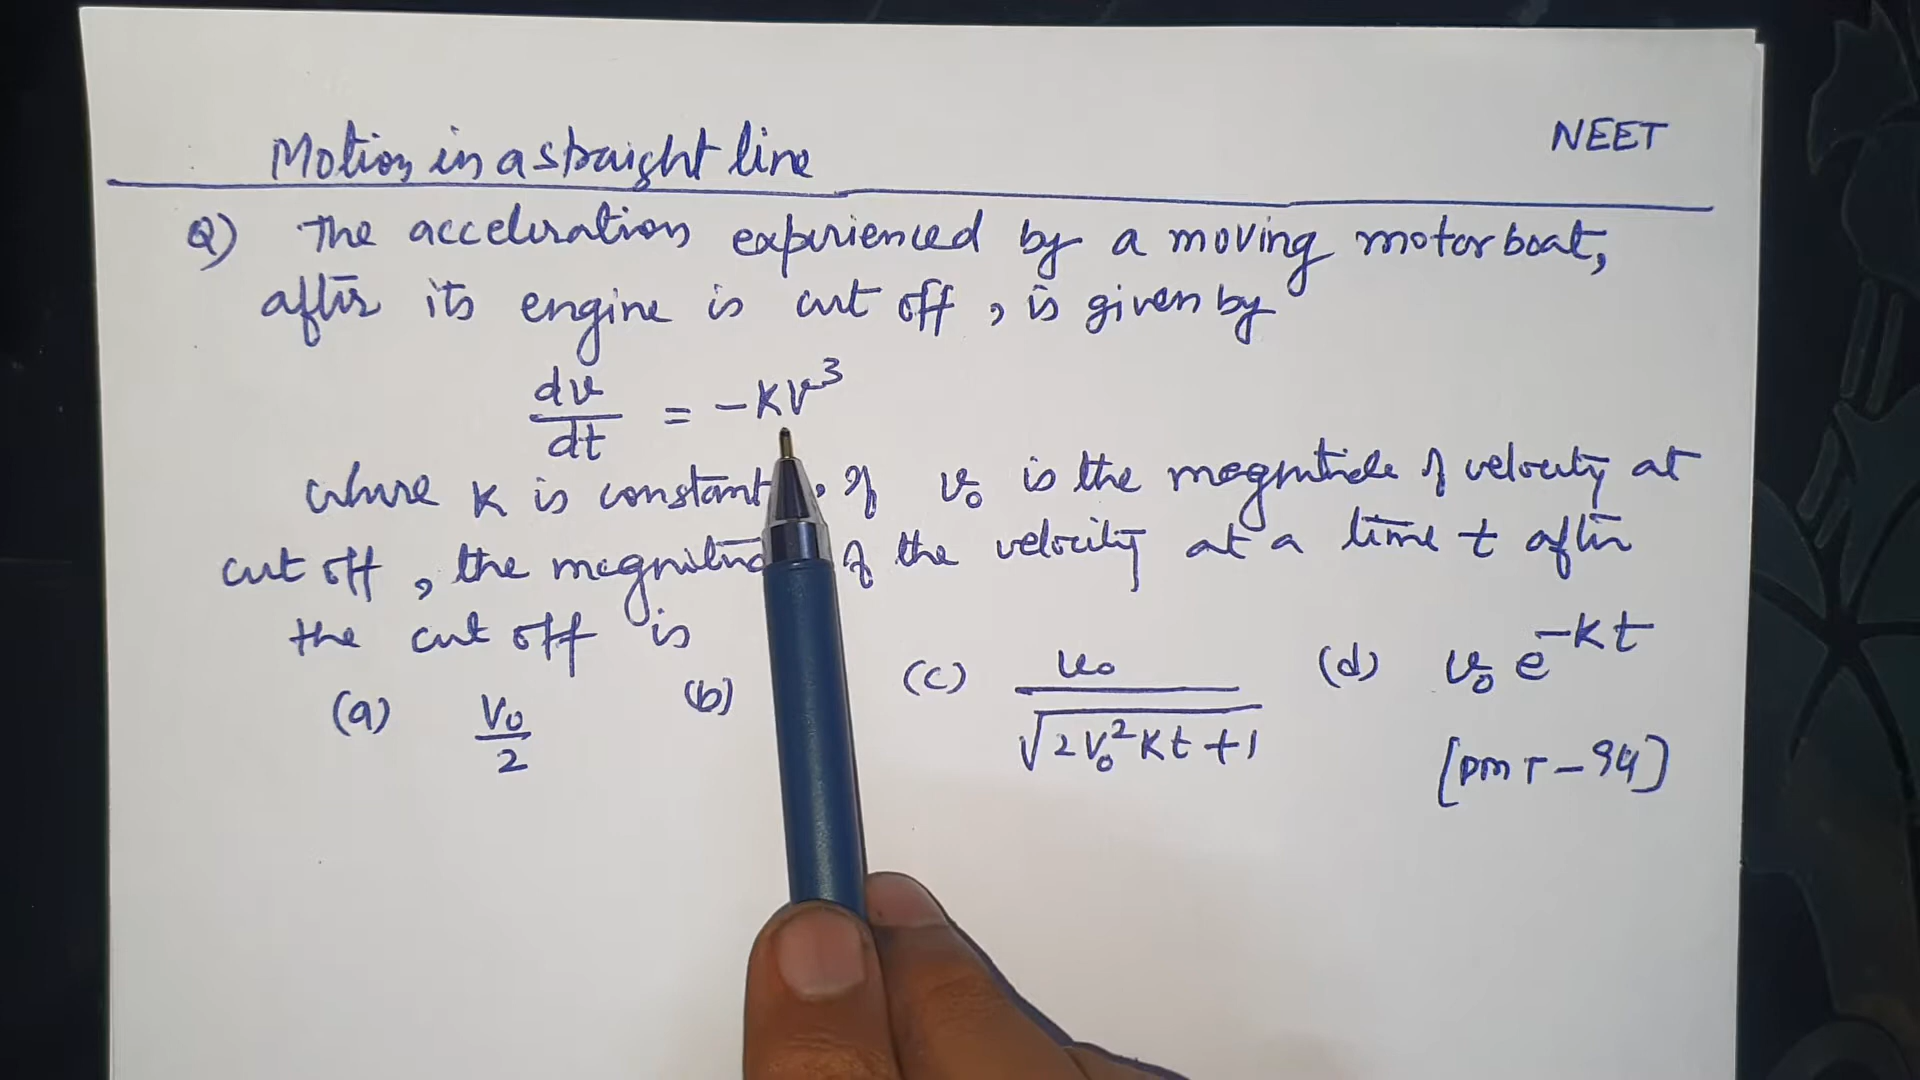 Motion in a straight line
NEET
Q) The acceleration experienced by a moving motor boat,
after its engine is cut off, is given by
dv/dt = -KV³
where K is constant. If v₀ is the magnitude of velocity at
cut off, the magnitude of the velocity at a time t after
the cut off is
(a) V₀/2 (b) (c) v₀/√(2V₀²Kt+1) (d) v₀e^(-Kt)
[PMT-94]